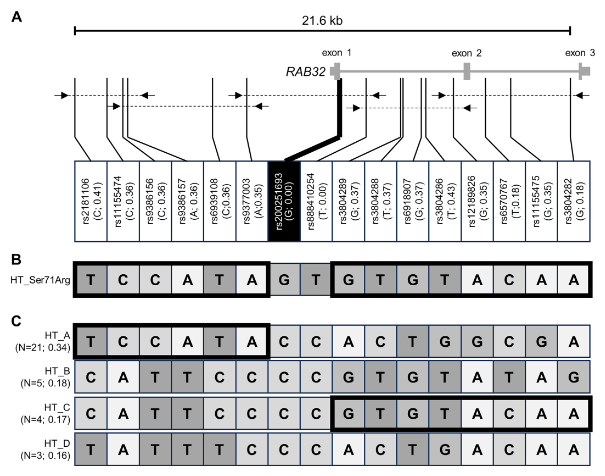 A
21.6 kb
exon 1
exon 2
exon 3
RAB32
rs2181106
(C; 0.41)
rs11155474
(C; 0.36)
rs9386156
(C; 0.36)
rs9386157
(A; 0.36)
rs6939108
(C;0.36)
rs9377003
(A;0.35)
rs200251693
(G; 0.00)
rs888410254
(T; 0.00)
rs3804289
(G; 0.37)
rs3804288
(T; 0.37)
rs6918907
(G; 0.37)
rs3804286
(T; 0.43)
rs12189826
(G; 0.35)
rs6570767
(T;0.18)
rs11155475
(G; 0.35)
rs3804282
(G; 0.18)
B
HT_Ser71Arg
T C C A T A G T G T G T A C A A
C
HT_A
(N=21; 0.34)
T C C A T A C C A C T G G C G A
HT_B
(N=5; 0.18)
C A T T C C C C G T G T A T A G
HT_C
(N=4; 0.17)
C A T T C C C C G T G T A C A A
HT_D
(N=3; 0.16)
T A T T T C C C A C T G A C A A